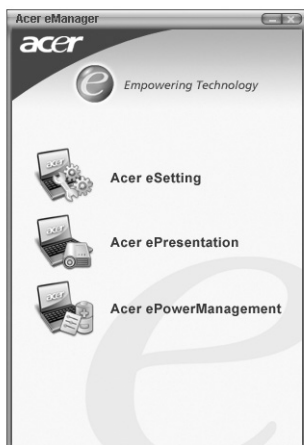 Acer eManager
acer
e Empowering Technology
Acer eSetting
Acer ePresentation
Acer ePowerManagement